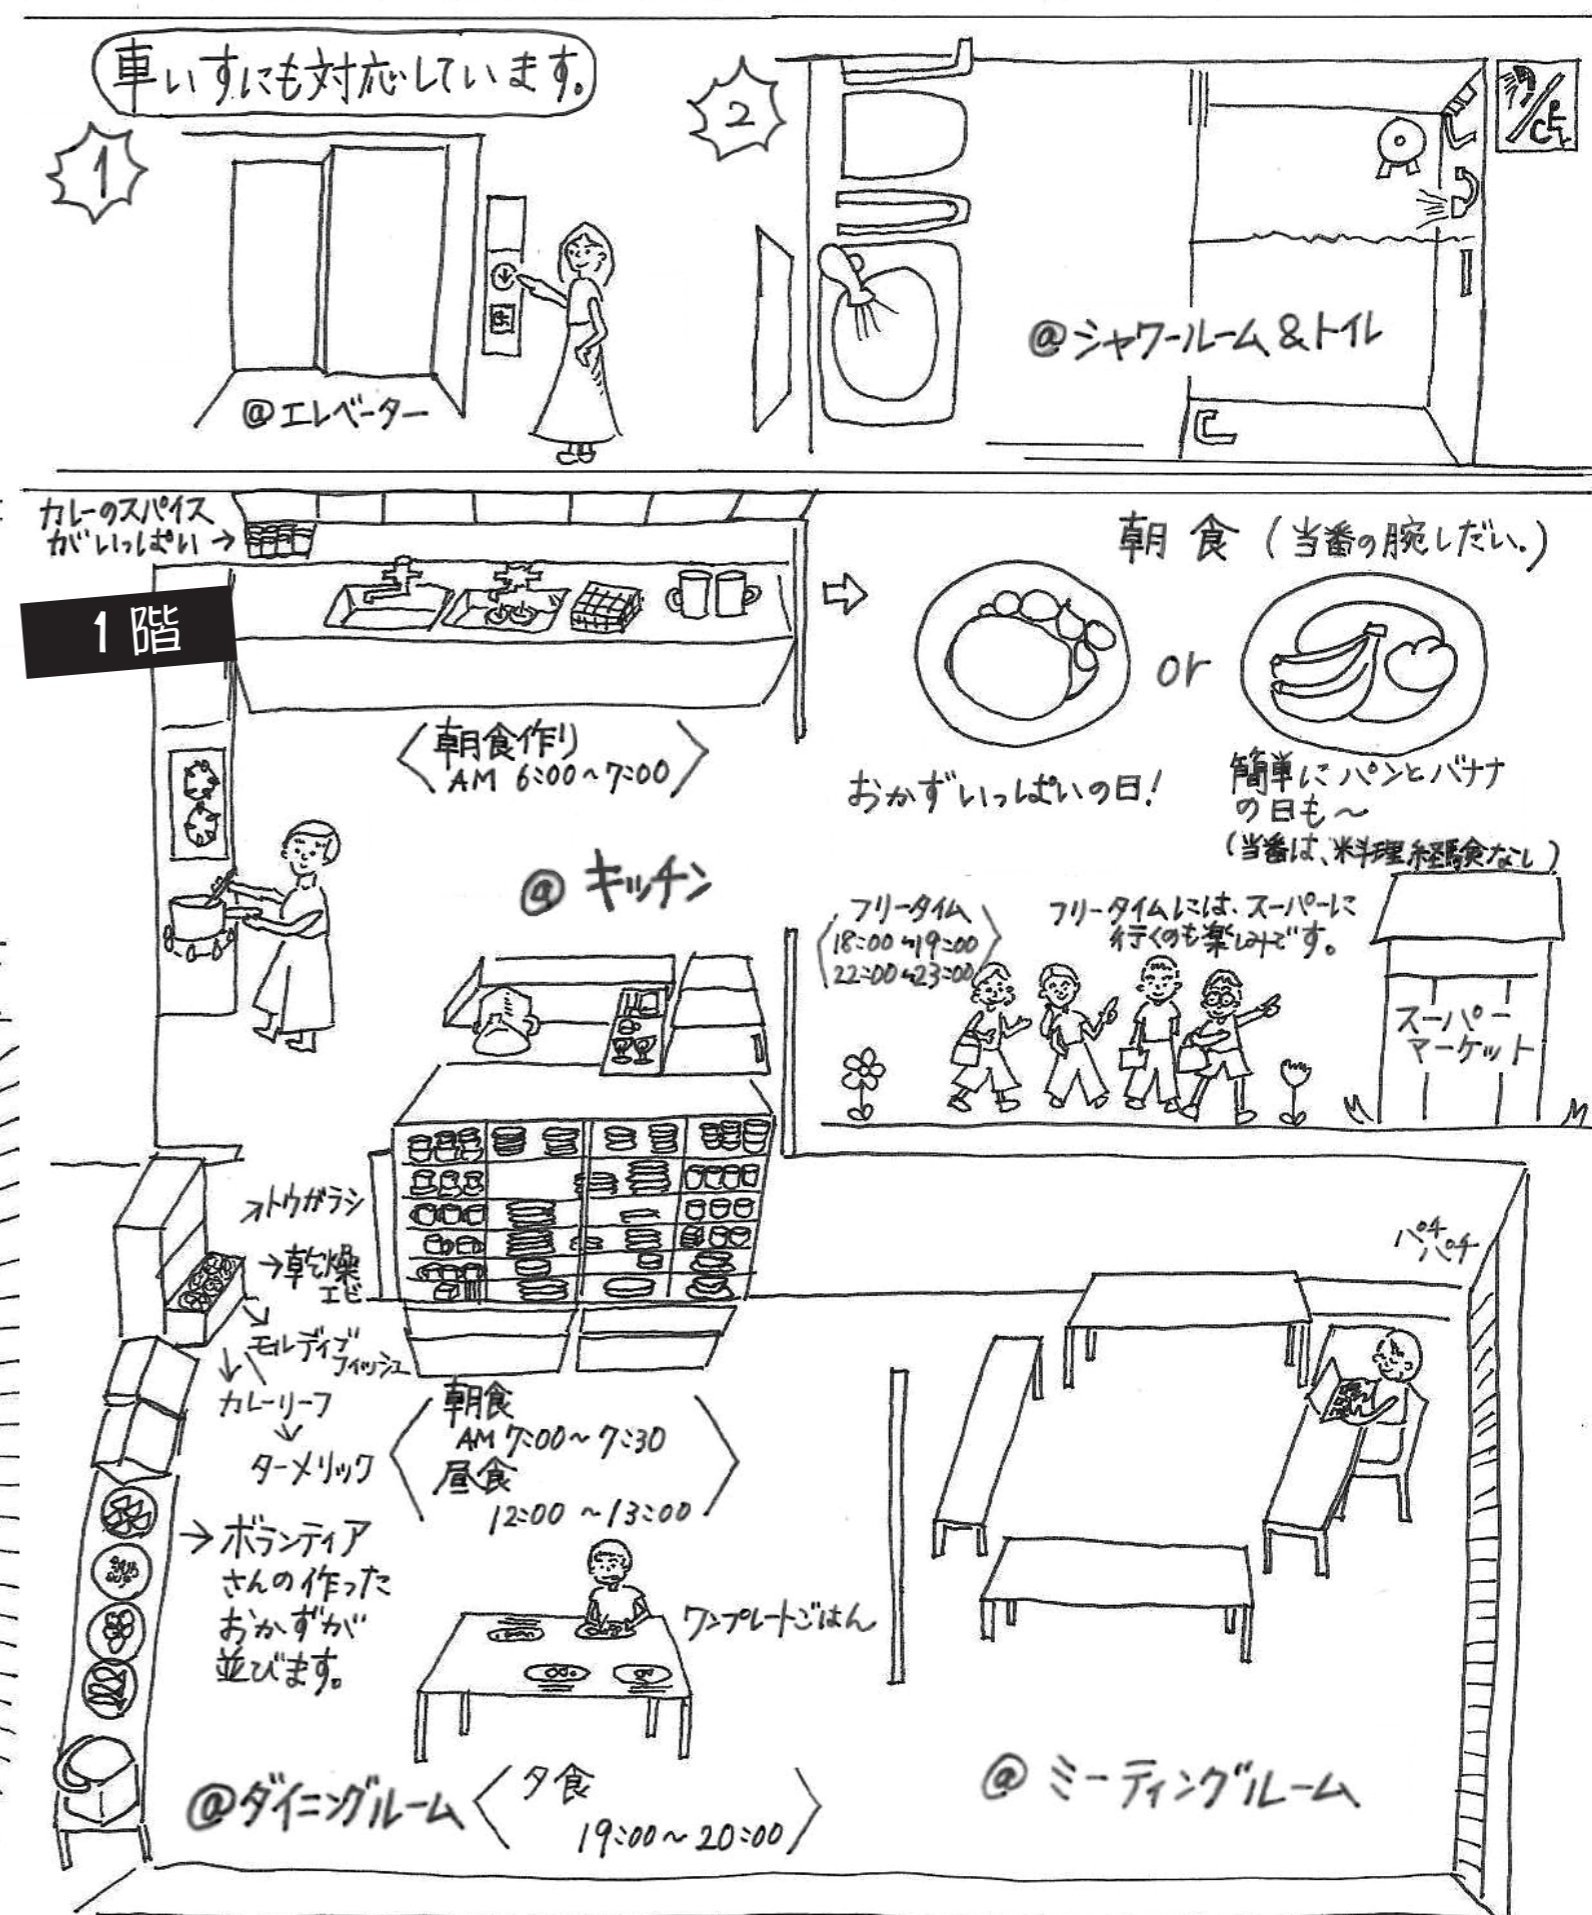 車いすにも対応しています。
1
@エレベーター
2
@シャワールーム&トイレ
カレーのスパイス
がいっぱい→
1階
〈朝食作り
AM 6:00〜7:00〉
@キッチン
朝食(当番の腕しだい。)
or
おかずいっぱいの日!
簡単にパンとバナナ
の日も〜
(当番は、料理経験なし)
〈フリータイム
18:00〜19:00
22:00〜23:00〉
フリータイムには、スーパーに
行くのも楽しみです。
スーパー
マーケット
→トウガラシ
→乾燥
エビ
モルディブ
フィッシュ
カレーリーフ
ターメリック
〈朝食
AM 7:00〜7:30
昼食
12:00〜13:00〉
→ボランティア
さんの作った
おかずが
並びます。
ワンプレートごはん
@ダイニングルーム
〈夕食
19:00〜20:00〉
パチ
パチ
@ミーティングルーム